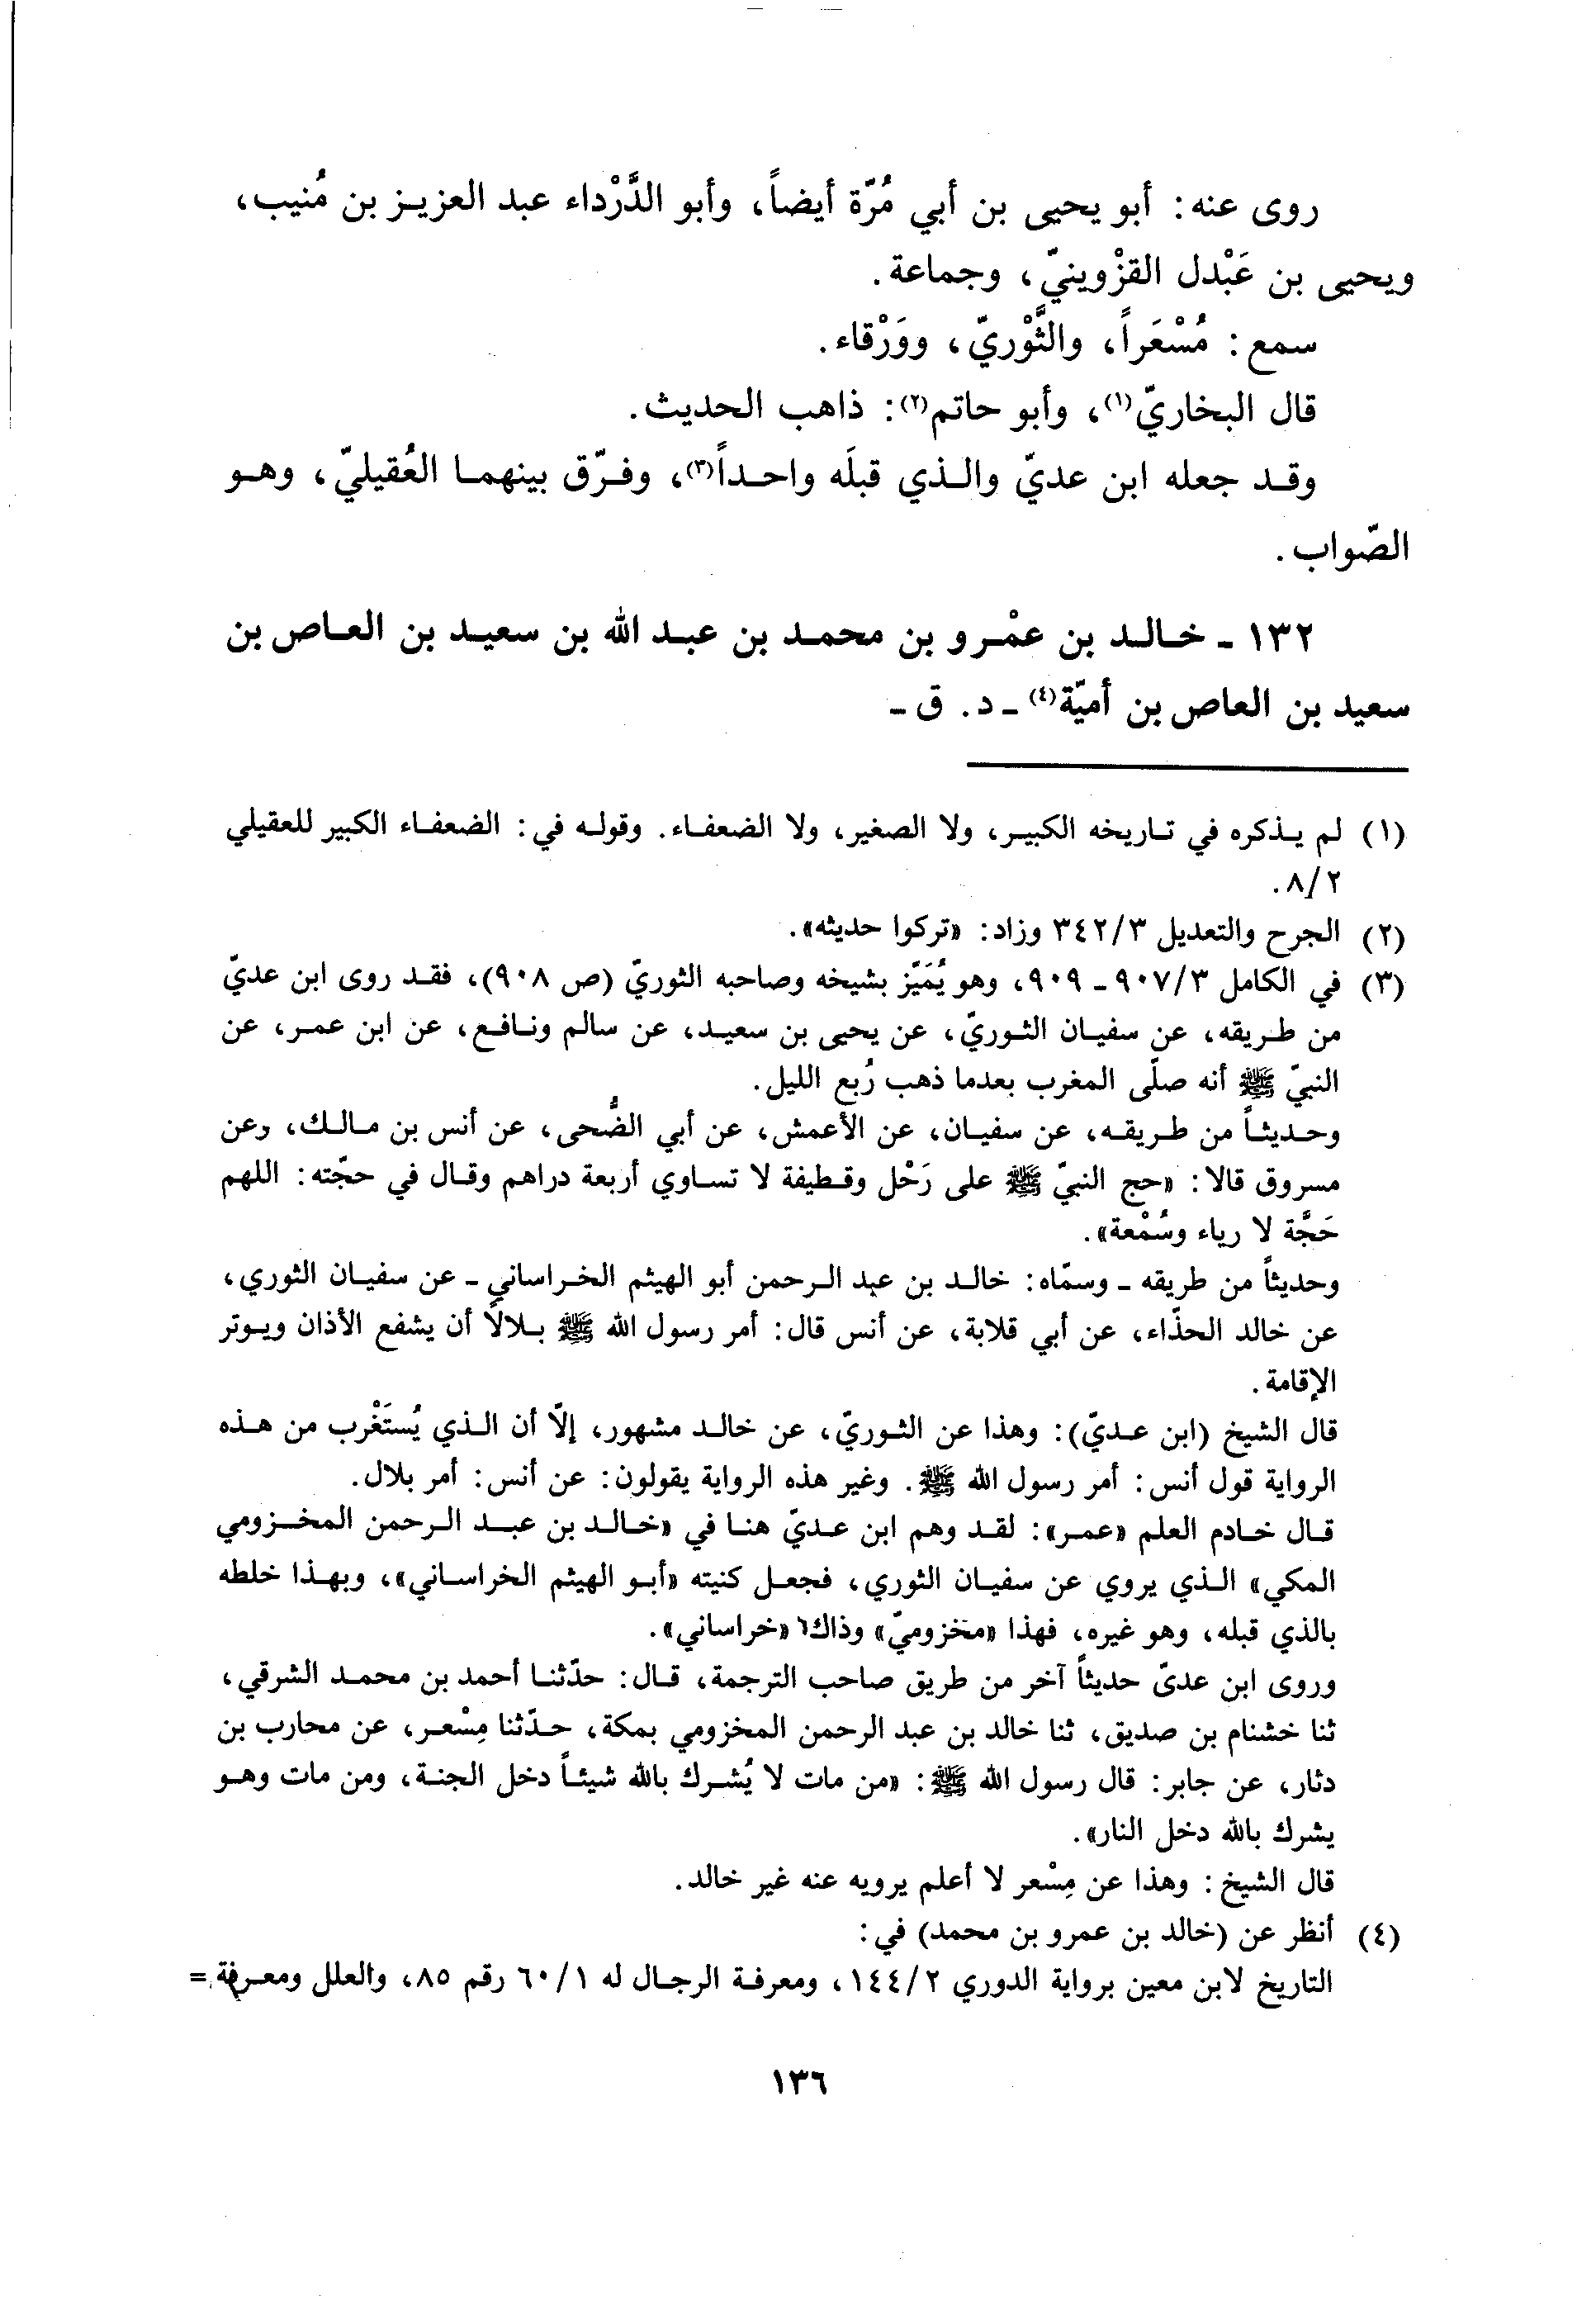 روى عنه: أبو يحيى بن أبي مُرّة أيضاً، وأبو الدَّرْداء عبد العزيز بن مُنيب،
ويحيى بن عَبْدل القزْوينيّ، وجماعة.
سمع: مُسْعَراً، والثَّوْريّ، ووَرْقاء.
قال البخاريّ(١)، وأبو حاتم(٢): ذاهب الحديث.
وقد جعله ابن عديّ والذي قبلَه واحداً(٣)، وفرّق بينهما العُقيليّ، وهو
الصّواب.
١٣٢ ـ خالد بن عمْرو بن محمد بن عبد الله بن سعيد بن العاص بن
سعيد بن العاص بن أميّة(٤) ـ د. ق ـ
(١) لم يذكره في تاريخه الكبير، ولا الصغير، ولا الضعفاء. وقوله في: الضعفاء الكبير للعقيلي
٨/٢.
(٢) الجرح والتعديل ٣٤٢/٣ وزاد: «تركوا حديثه».
(٣) في الكامل ٩٠٧/٣ ـ ٩٠٩، وهو يُمَيّز بشيخه وصاحبه الثوريّ (ص ٩٠٨)، فقد روى ابن عديّ
من طريقه، عن سفيان الثوريّ، عن يحيى بن سعيد، عن سالم ونافع، عن ابن عمر، عن
النبيّ ﷺ أنه صلّى المغرب بعدما ذهب رُبع الليل.
وحديثاً من طريقه، عن سفيان، عن الأعمش، عن أبي الضُّحى، عن أنس بن مالك، وعن
مسروق قالا: «حج النبيّ ﷺ على رَحْل وقطيفة لا تساوي أربعة دراهم وقال في حجّته: اللهم
حَجَّة لا رياء وسُمْعة».
وحديثاً من طريقه ـ وسمّاه: خالد بن عبد الرحمن أبو الهيثم الخراساني ـ عن سفيان الثوري،
عن خالد الحذّاء، عن أبي قلابة، عن أنس قال: أمر رسول الله ﷺ بلالًا أن يشفع الأذان ويوتر
الإقامة.
قال الشيخ (ابن عديّ): وهذا عن الثوريّ، عن خالد مشهور، إلّا أن الذي يُستَغْرب من هذه
الرواية قول أنس: أمر رسول الله ﷺ. وغير هذه الرواية يقولون: عن أنس: أمر بلال.
قال خادم العلم «عمر»: لقد وهم ابن عديّ هنا في «خالد بن عبد الرحمن المخزومي
المكي» الذي يروي عن سفيان الثوري، فجعل كنيته «أبو الهيثم الخراساني»، وبهذا خلطه
بالذي قبله، وهو غيره، فهذا «مخزوميّ» وذاك٦ «خراساني».
وروى ابن عديّ حديثاً آخر من طريق صاحب الترجمة، قال: حدّثنا أحمد بن محمد الشرقي،
ثنا خشنام بن صديق، ثنا خالد بن عبد الرحمن المخزومي بمكة، حدّثنا مِسْعر، عن محارب بن
دثار، عن جابر: قال رسول الله ﷺ: «من مات لا يُشرك بالله شيئاً دخل الجنة، ومن مات وهو
يشرك بالله دخل النار».
قال الشيخ: وهذا عن مِسْعر لا أعلم يرويه عنه غير خالد.
(٤) أنظر عن (خالد بن عمرو بن محمد) في:
التاريخ لابن معين برواية الدوري ١٤٤/٢، ومعرفة الرجال له ٦٠/١ رقم ٨٥، والعلل ومعرفة =
١٣٦